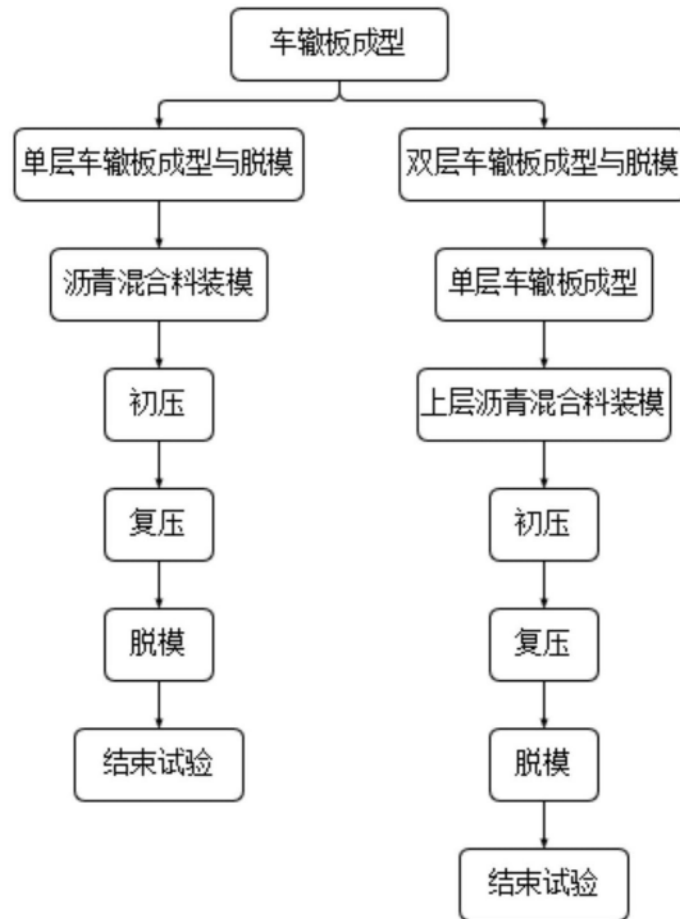 车辙板成型
单层车辙板成型与脱模
双层车辙板成型与脱模
沥青混合料装模
单层车辙板成型
初压
上层沥青混合料装模
复压
初压
脱模
复压
结束试验
脱模
结束试验